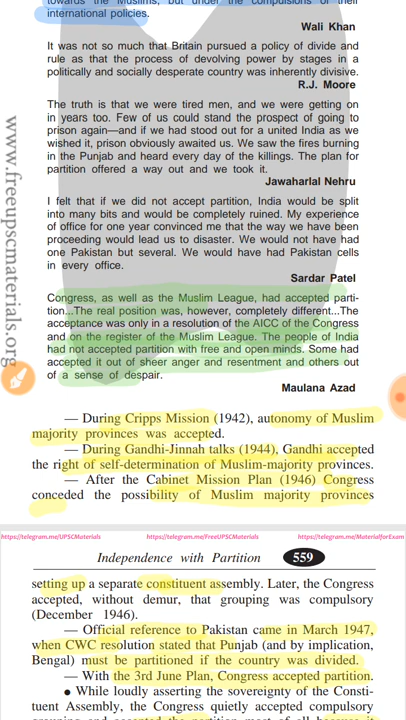 towards the Muslims, but under the compulsions of their
international policies.
Wali Khan
It was not so much that Britain pursued a policy of divide and
rule as that the process of devolving power by stages in a
politically and socially desperate country was inherently divisive.
R.J. Moore
The truth is that we were tired men, and we were getting on
in years too. Few of us could stand the prospect of going to
prison again—and if we had stood out for a united India as we
wished it, prison obviously awaited us. We saw the fires burning
in the Punjab and heard every day of the killings. The plan for
partition offered a way out and we took it.
Jawaharlal Nehru
I felt that if we did not accept partition, India would be split
into many bits and would be completely ruined. My experience
of office for one year convinced me that the way we have been
proceeding would lead us to disaster. We would not have had
one Pakistan but several. We would have had Pakistan cells
in every office.
Sardar Patel
Congress, as well as the Muslim League, had accepted parti-
tion...The real position was, however, completely different...The
acceptance was only in a resolution of the AICC of the Congress
and on the register of the Muslim League. The people of India
had not accepted partition with free and open minds. Some had
accepted it out of sheer anger and resentment and others out
of a sense of despair.
Maulana Azad
— During Cripps Mission (1942), autonomy of Muslim
majority provinces was accepted.
— During Gandhi-Jinnah talks (1944), Gandhi accepted
the right of self-determination of Muslim-majority provinces.
— After the Cabinet Mission Plan (1946) Congress
conceded the possibility of Muslim majority provinces
www.freeupscmaterials.org
https://telegram.me/UPSCMaterials https://telegram.me/FreeUPSCMaterials https://telegram.me/MaterialforExam
Independence with Partition 559
setting up a separate constituent assembly. Later, the Congress
accepted, without demur, that grouping was compulsory
(December 1946).
— Official reference to Pakistan came in March 1947,
when CWC resolution stated that Punjab (and by implication,
Bengal) must be partitioned if the country was divided.
— With the 3rd June Plan, Congress accepted partition.
● While loudly asserting the sovereignty of the Consti-
tuent Assembly, the Congress quietly accepted compulsory
grouping and accepted the partition most of all because it